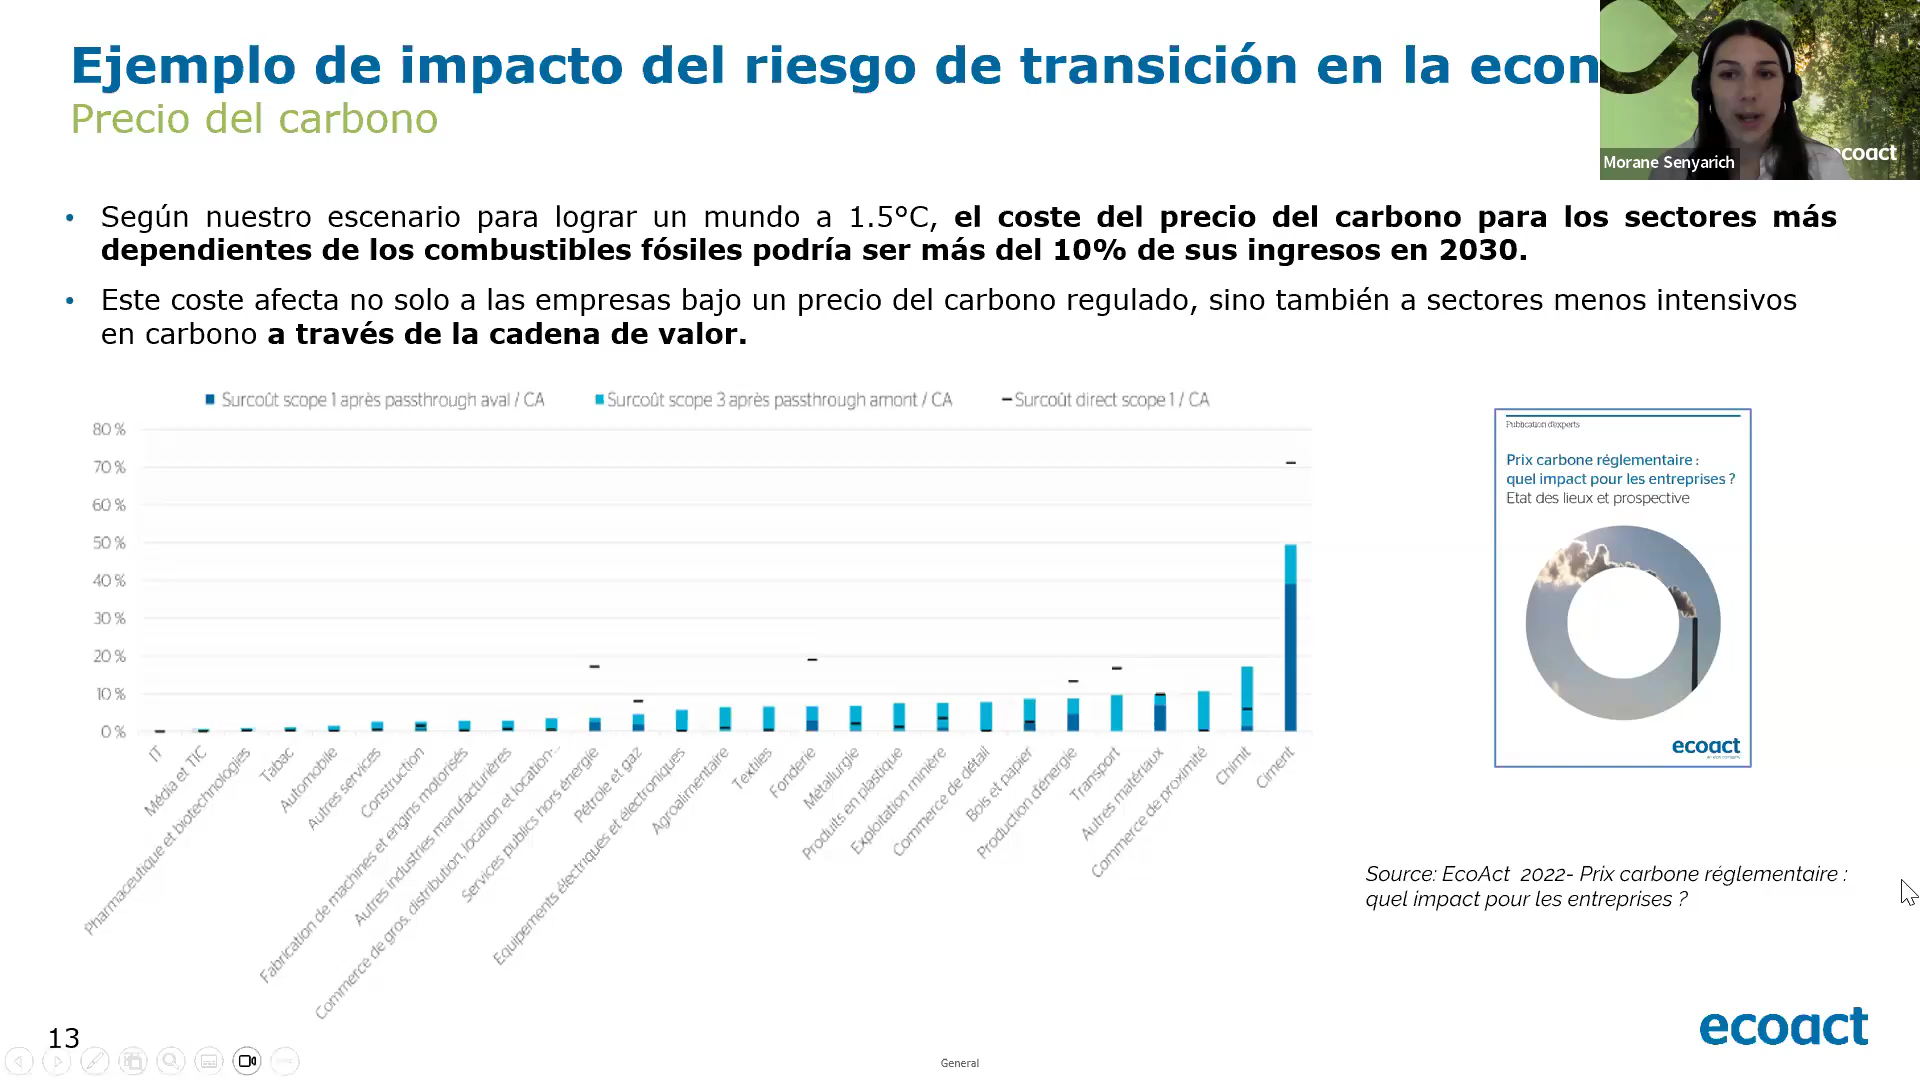 Ejemplo de impacto del riesgo de transición en la econ
Precio del carbono
ecoact
Morane Senyarich
• Según nuestro escenario para lograr un mundo a 1.5°C, el coste del precio del carbono para los sectores más
dependientes de los combustibles fósiles podría ser más del 10% de sus ingresos en 2030.
• Este coste afecta no solo a las empresas bajo un precio del carbono regulado, sino también a sectores menos intensivos
en carbono a través de la cadena de valor.
Surcoût scope 1 après passthrough aval / CA
Surcoût scope 3 après passthrough amont / CA
Surcoût direct scope 1 / CA
80 %
70 %
60 %
50 %
40 %
30 %
20 %
10 %
0 %
IT
Média et TIC
Pharmaceutique et biotechnologies
Tabac
Automobile
Autres services
Construction
Fabrication de machines et engins motorisés
Autres industries manufacturières
Commerce de gros, distribution, location et location-...
Services publics hors énergie
Pétrole et gaz
Equipements électriques et électroniques
Agroalimentaire
Textiles
Fonderie
Métallurgie
Produits en plastique
Exploitation minière
Commerce de détail
Bois et papier
Production d'énergie
Transport
Autres matériaux
Commerce de proximité
Chimit
Ciment
Publication d'experts
Prix carbone réglementaire :
quel impact pour les entreprises ?
Etat des lieux et prospective
ecoact
Source: EcoAct 2022- Prix carbone réglementaire :
quel impact pour les entreprises ?
13
General
ecoact